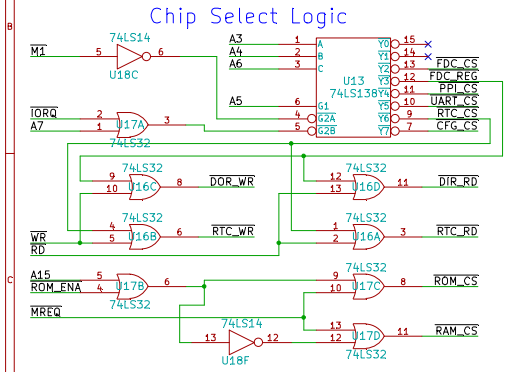 Chip Select Logic
B
74LS14
M1
5
6
U18C
A3
1
A
Y0
15
A4
2
B
Y1
14
A6
3
C
Y2
13
FDC_CS
U13
Y3
12
FDC_REG
74LS138
Y4
11
PPI_CS
A5
6
G1
Y5
10
UART_CS
4
G2A
Y6
9
RTC_CS
5
G2B
Y7
7
CFG_CS
IORQ
2
A7
1
U17A
3
74LS32
74LS32
9
10
U16C
8
DOR_WR
74LS32
12
13
U16D
11
DIR_RD
74LS32
4
5
U16B
6
RTC_WR
WR
RD
1
2
U16A
3
RTC_RD
74LS32
C
A15
5
ROM_ENA
4
U17B
6
74LS32
74LS32
9
10
U17C
8
ROM_CS
MREQ
74LS14
13
12
U18F
13
12
U17D
11
RAM_CS
74LS32